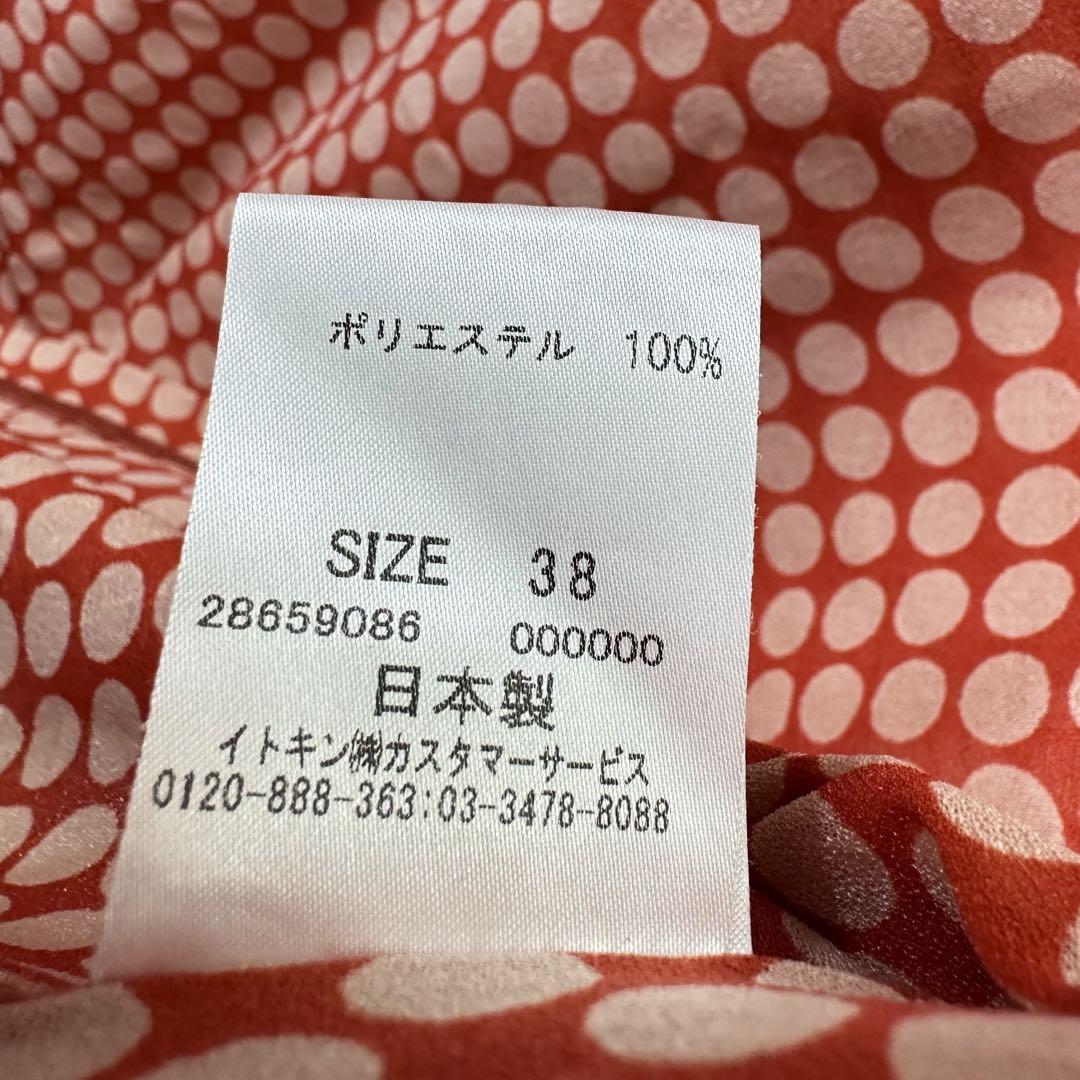 ポリエステル 100%
SIZE 38
28659086 000000
日本製
イトキン㈱カスタマーサービス
0120-888-363:03-3478-8088